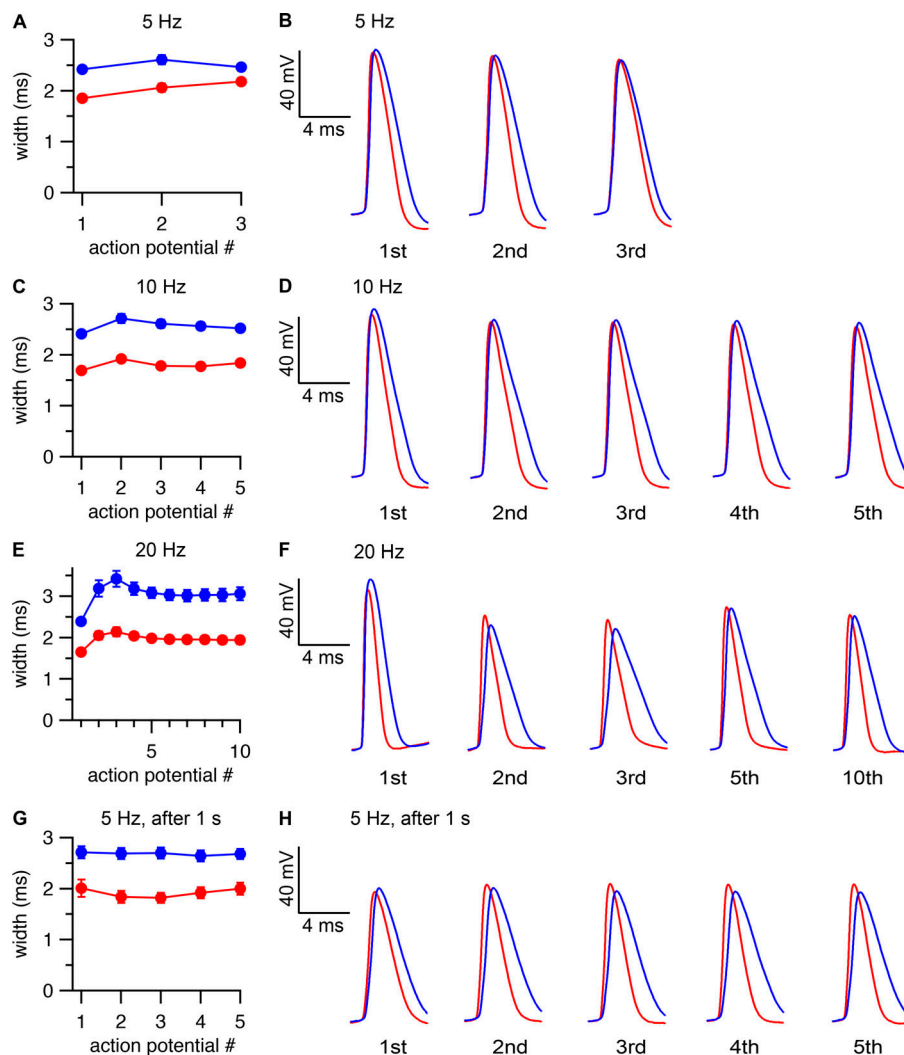 A 5 Hz
B 5 Hz
3
2
1
0
width (ms)
1 2 3
action potential #
40 mV
4 ms
1st 2nd 3rd
C 10 Hz
D 10 Hz
3
2
1
0
width (ms)
1 2 3 4 5
action potential #
40 mV
4 ms
1st 2nd 3rd 4th 5th
E 20 Hz
F 20 Hz
3
2
1
0
width (ms)
5 10
action potential #
40 mV
4 ms
1st 2nd 3rd 5th 10th
G 5 Hz, after 1 s
H 5 Hz, after 1 s
3
2
1
0
width (ms)
1 2 3 4 5
action potential #
40 mV
4 ms
1st 2nd 3rd 4th 5th